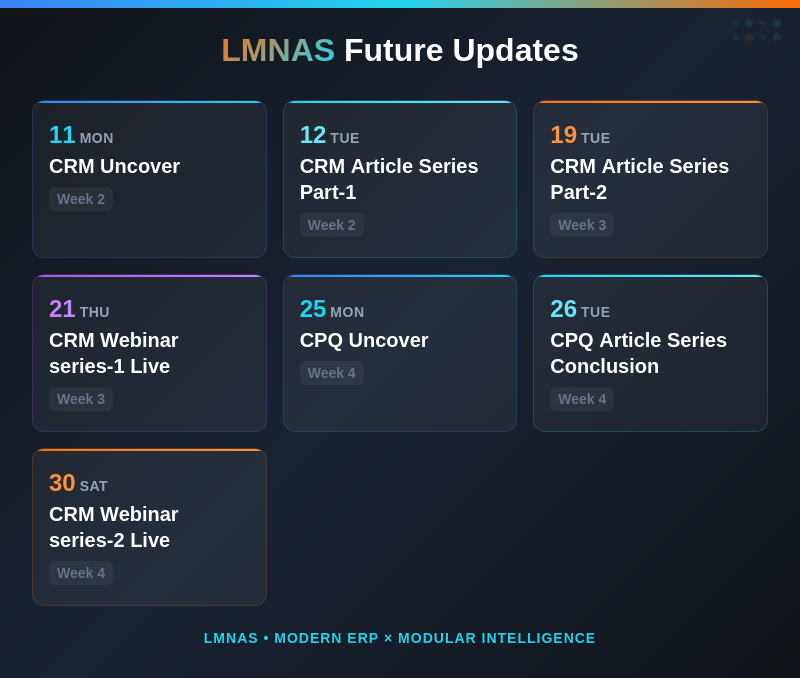 LMNAS Future Updates
11 MON
CRM Uncover
Week 2
12 TUE
CRM Article Series
Part-1
Week 2
19 TUE
CRM Article Series
Part-2
Week 3
21 THU
CRM Webinar
series-1 Live
Week 3
25 MON
CPQ Uncover
Week 4
26 TUE
CPQ Article Series
Conclusion
Week 4
30 SAT
CRM Webinar
series-2 Live
Week 4
LMNAS • MODERN ERP × MODULAR INTELLIGENCE